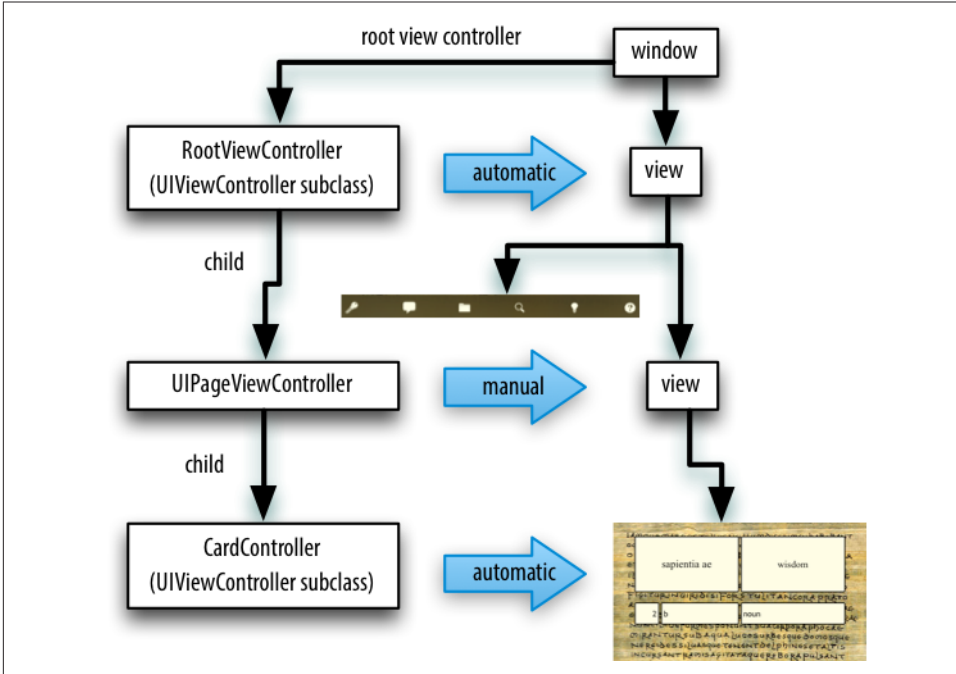 root view controller
window
RootViewController
(UIViewController subclass)
automatic
view
child
UIPageViewController
manual
view
child
CardController
(UIViewController subclass)
automatic
sapientia ae
wisdom
2
b
noun